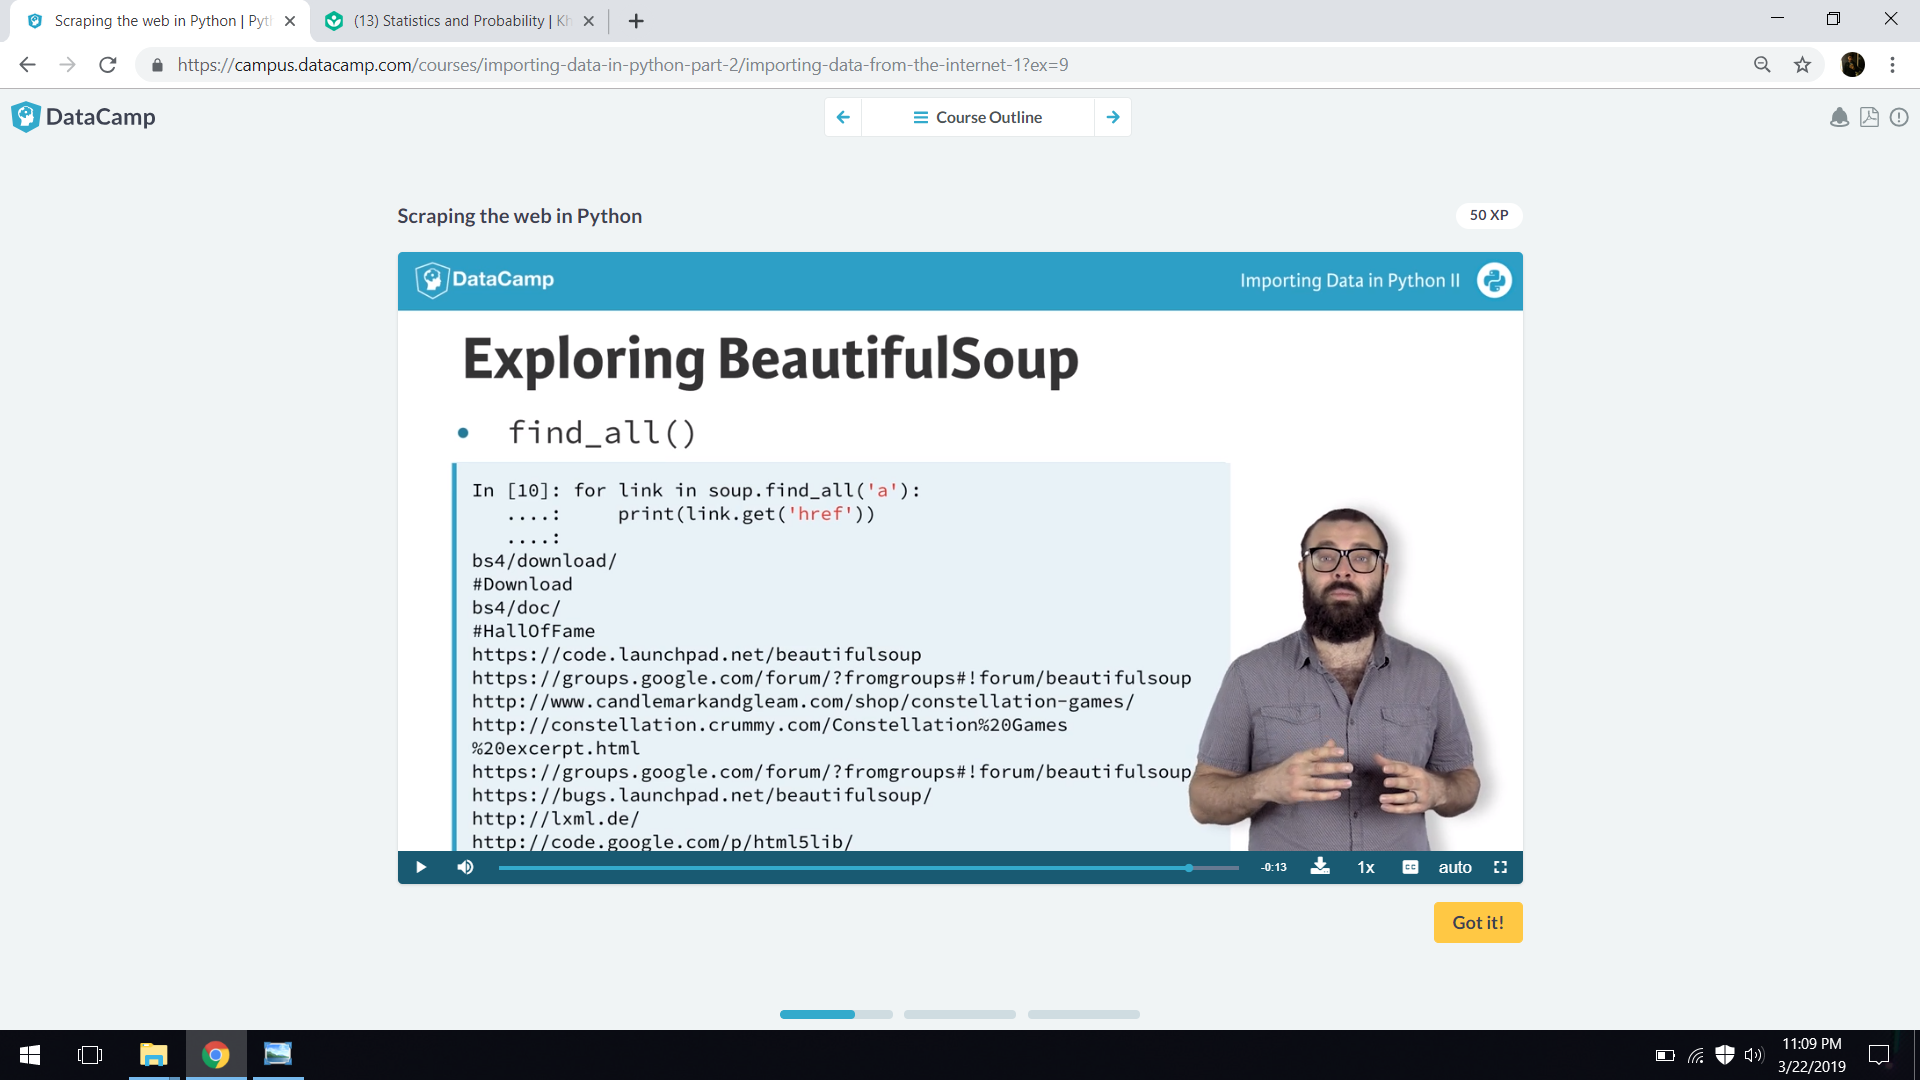 Scraping the web in Python | Pyth
(13) Statistics and Probability | Kh
https://campus.datacamp.com/courses/importing-data-in-python-part-2/importing-data-from-the-internet-1?ex=9
DataCamp
Course Outline
Scraping the web in Python
50 XP
DataCamp
Importing Data in Python II
Exploring BeautifulSoup
• find_all()
In [10]: for link in soup.find_all('a'):
....: print(link.get('href'))
....:
bs4/download/
#Download
bs4/doc/
#HallOfFame
https://code.launchpad.net/beautifulsoup
https://groups.google.com/forum/?fromgroups#!forum/beautifulsoup
http://www.candlemarkandgleam.com/shop/constellation-games/
http://constellation.crummy.com/Constellation%20Games
%20excerpt.html
https://groups.google.com/forum/?fromgroups#!forum/beautifulsoup
https://bugs.launchpad.net/beautifulsoup/
http://lxml.de/
http://code.google.com/p/html5lib/
-0:13
1x
CC
auto
Got it!
11:09 PM
3/22/2019